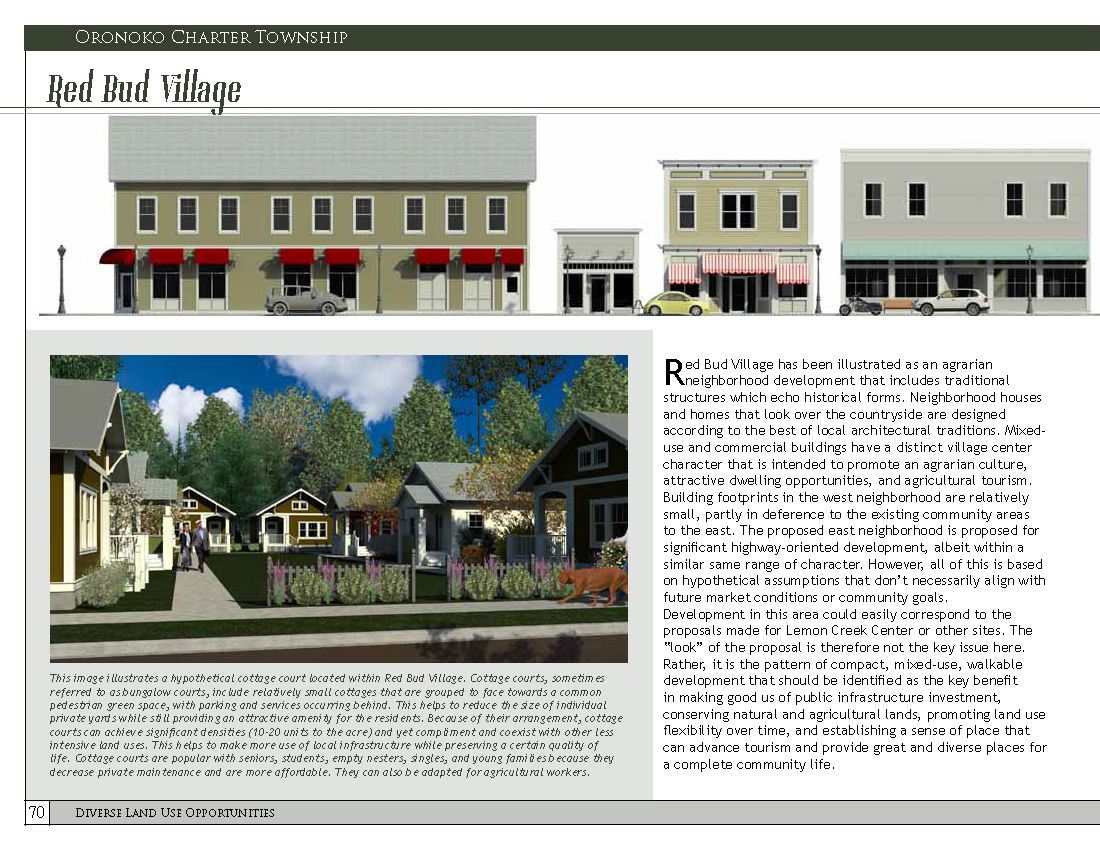 Oronoko Charter Township
Red Bud Village
This image illustrates a hypothetical cottage court located within Red Bud Village. Cottage courts, sometimes
referred to as bungalow courts, include relatively small cottages that are grouped to face towards a common
pedestrian green space, with parking and services occurring behind. This helps to reduce the size of individual
private yards while still providing an attractive amenity for the residents. Because of their arrangement, cottage
courts can achieve significant densities (10-20 units to the acre) and yet compliment and coexist with other less
intensive land uses. This helps to make more use of local infrastructure while preserving a certain quality of
life. Cottage courts are popular with seniors, students, empty nesters, singles, and young families because they
decrease private maintenance and are more affordable. They can also be adapted for agricultural workers.
Red Bud Village has been illustrated as an agrarian
neighborhood development that includes traditional
structures which echo historical forms. Neighborhood houses
and homes that look over the countryside are designed
according to the best of local architectural traditions. Mixed-
use and commercial buildings have a distinct village center
character that is intended to promote an agrarian culture,
attractive dwelling opportunities, and agricultural tourism.
Building footprints in the west neighborhood are relatively
small, partly in deference to the existing community areas
to the east. The proposed east neighborhood is proposed for
significant highway-oriented development, albeit within a
similar same range of character. However, all of this is based
on hypothetical assumptions that don't necessarily align with
future market conditions or community goals.
Development in this area could easily correspond to the
proposals made for Lemon Creek Center or other sites. The
"look" of the proposal is therefore not the key issue here.
Rather, it is the pattern of compact, mixed-use, walkable
development that should be identified as the key benefit
in making good us of public infrastructure investment,
conserving natural and agricultural lands, promoting land use
flexibility over time, and establishing a sense of place that
can advance tourism and provide great and diverse places for
a complete community life.
70 Diverse Land Use Opportunities